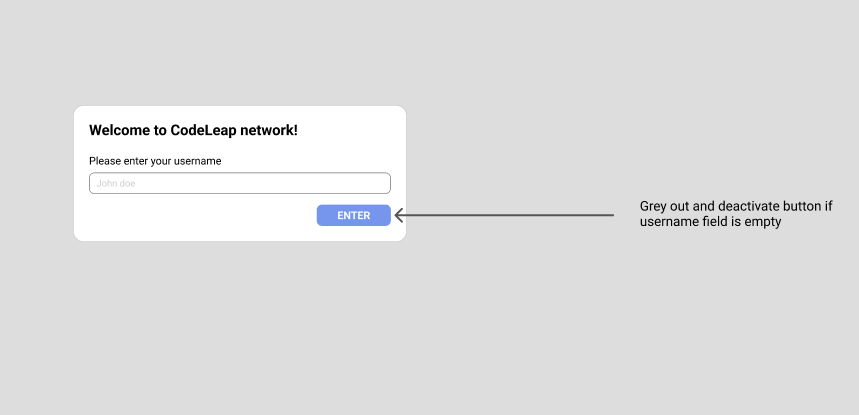 Welcome to CodeLeap network!
Please enter your username
John doe
ENTER
Grey out and deactivate button if
username field is empty